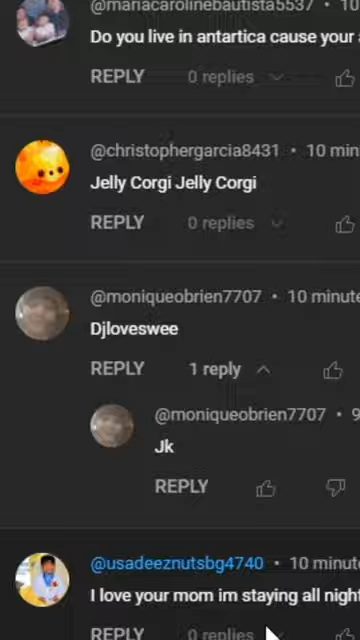 @mariacarolinebautista5537 • 10
Do you live in antartica cause your
REPLY 0 replies
@christophergarcia8431 • 10 min
Jelly Corgi Jelly Corgi
REPLY 0 replies
@moniqueobrien7707 • 10 minute
Djloveswee
REPLY 1 reply
@moniqueobrien7707 • 9
Jk
REPLY
@usadeeznutsbg4740 • 10 minut
I love your mom im staying all night
REPLY 0 replies